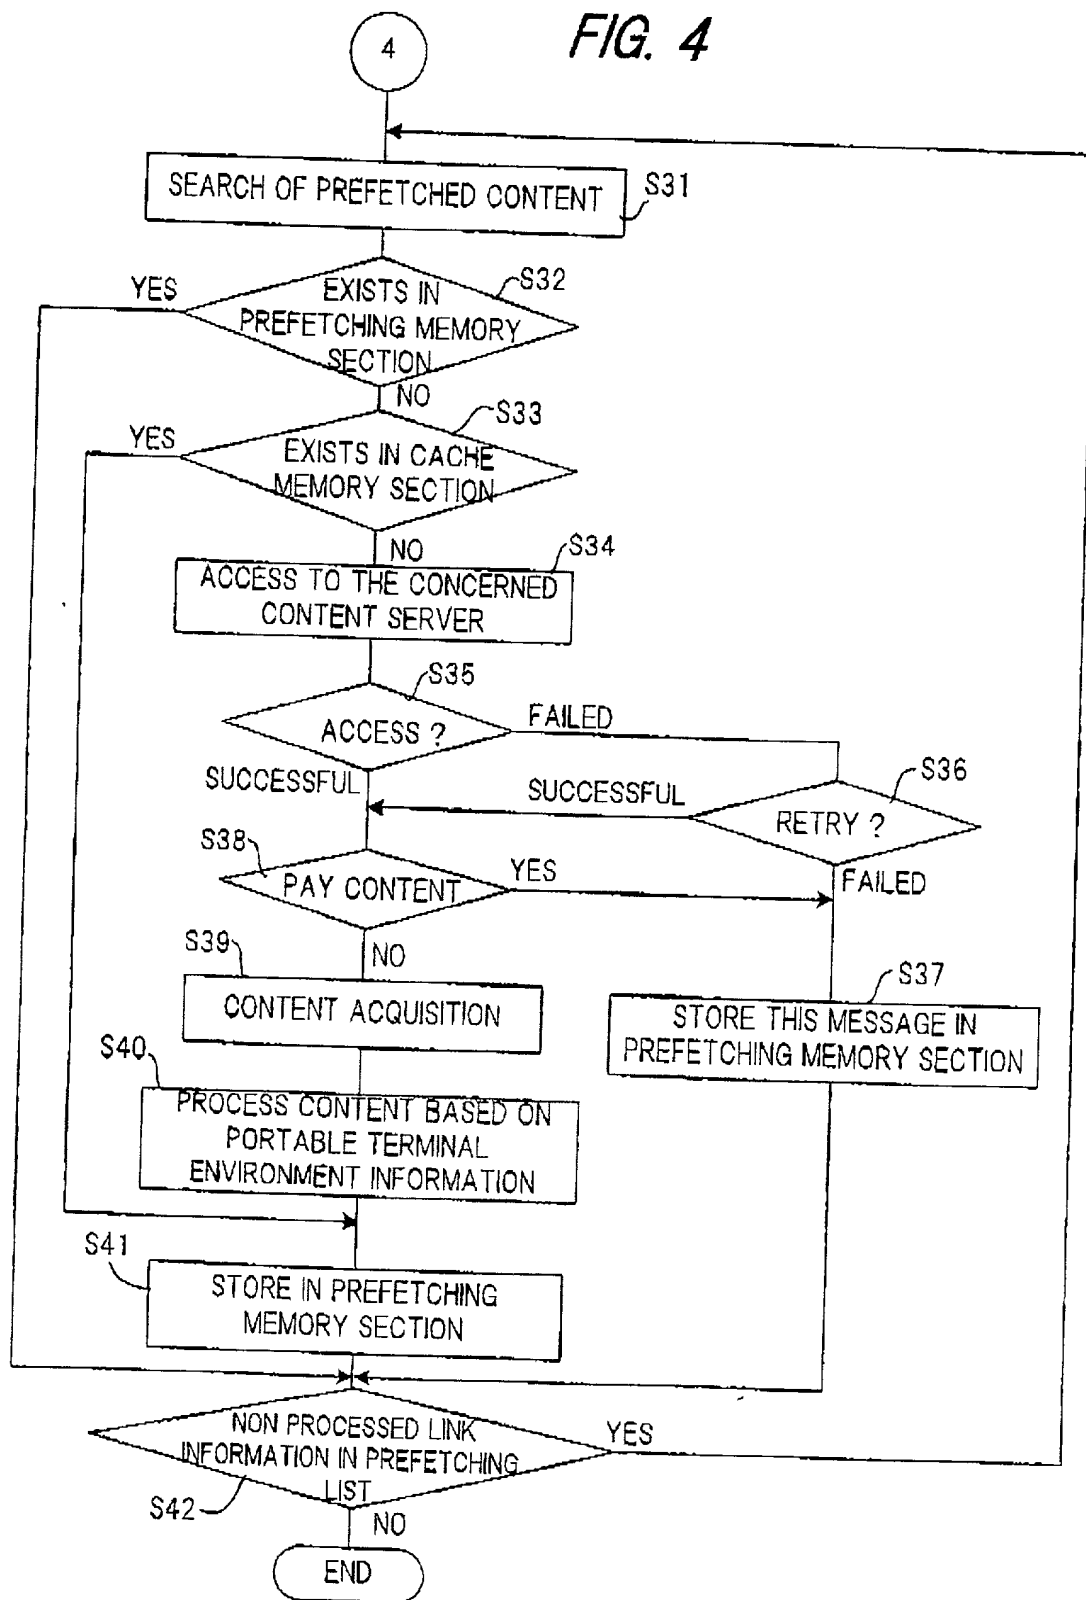 FIG. 4
4
SEARCH OF PREFETCHED CONTENT
S31
S32
YES
EXISTS IN
PREFETCHING MEMORY
SECTION
NO
S33
YES
EXISTS IN CACHE
MEMORY SECTION
NO
S34
ACCESS TO THE CONCERNED
CONTENT SERVER
S35
ACCESS ?
FAILED
SUCCESSFUL
S36
SUCCESSFUL
RETRY ?
FAILED
S38
PAY CONTENT
YES
NO
S39
CONTENT ACQUISITION
S37
STORE THIS MESSAGE IN
PREFETCHING MEMORY SECTION
S40
PROCESS CONTENT BASED ON
PORTABLE TERMINAL
ENVIRONMENT INFORMATION
S41
STORE IN PREFETCHING
MEMORY SECTION
NON PROCESSED LINK
INFORMATION IN PREFETCHING
LIST
YES
S42
NO
END